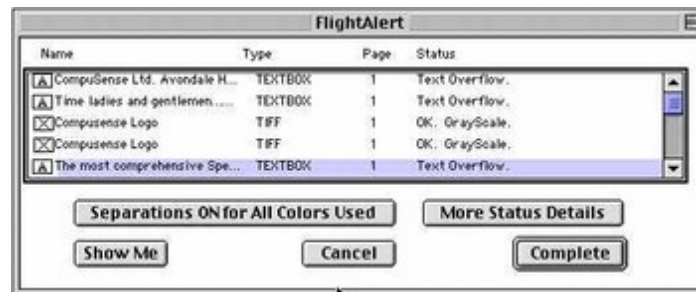 FlightAlert
Name Type Page Status
CompuSense Ltd. Avondale H... TEXTBOX 1 Text Overflow.
Time ladies and gentlemen...... TEXTBOX 1 Text Overflow.
Compusense Logo TIFF 1 OK. GrayScale.
Compusense Logo TIFF 1 OK. GrayScale.
The most comprehensive Spe... TEXTBOX 1 Text Overflow.
Separations ON for All Colors Used More Status Details
Show Me Cancel Complete